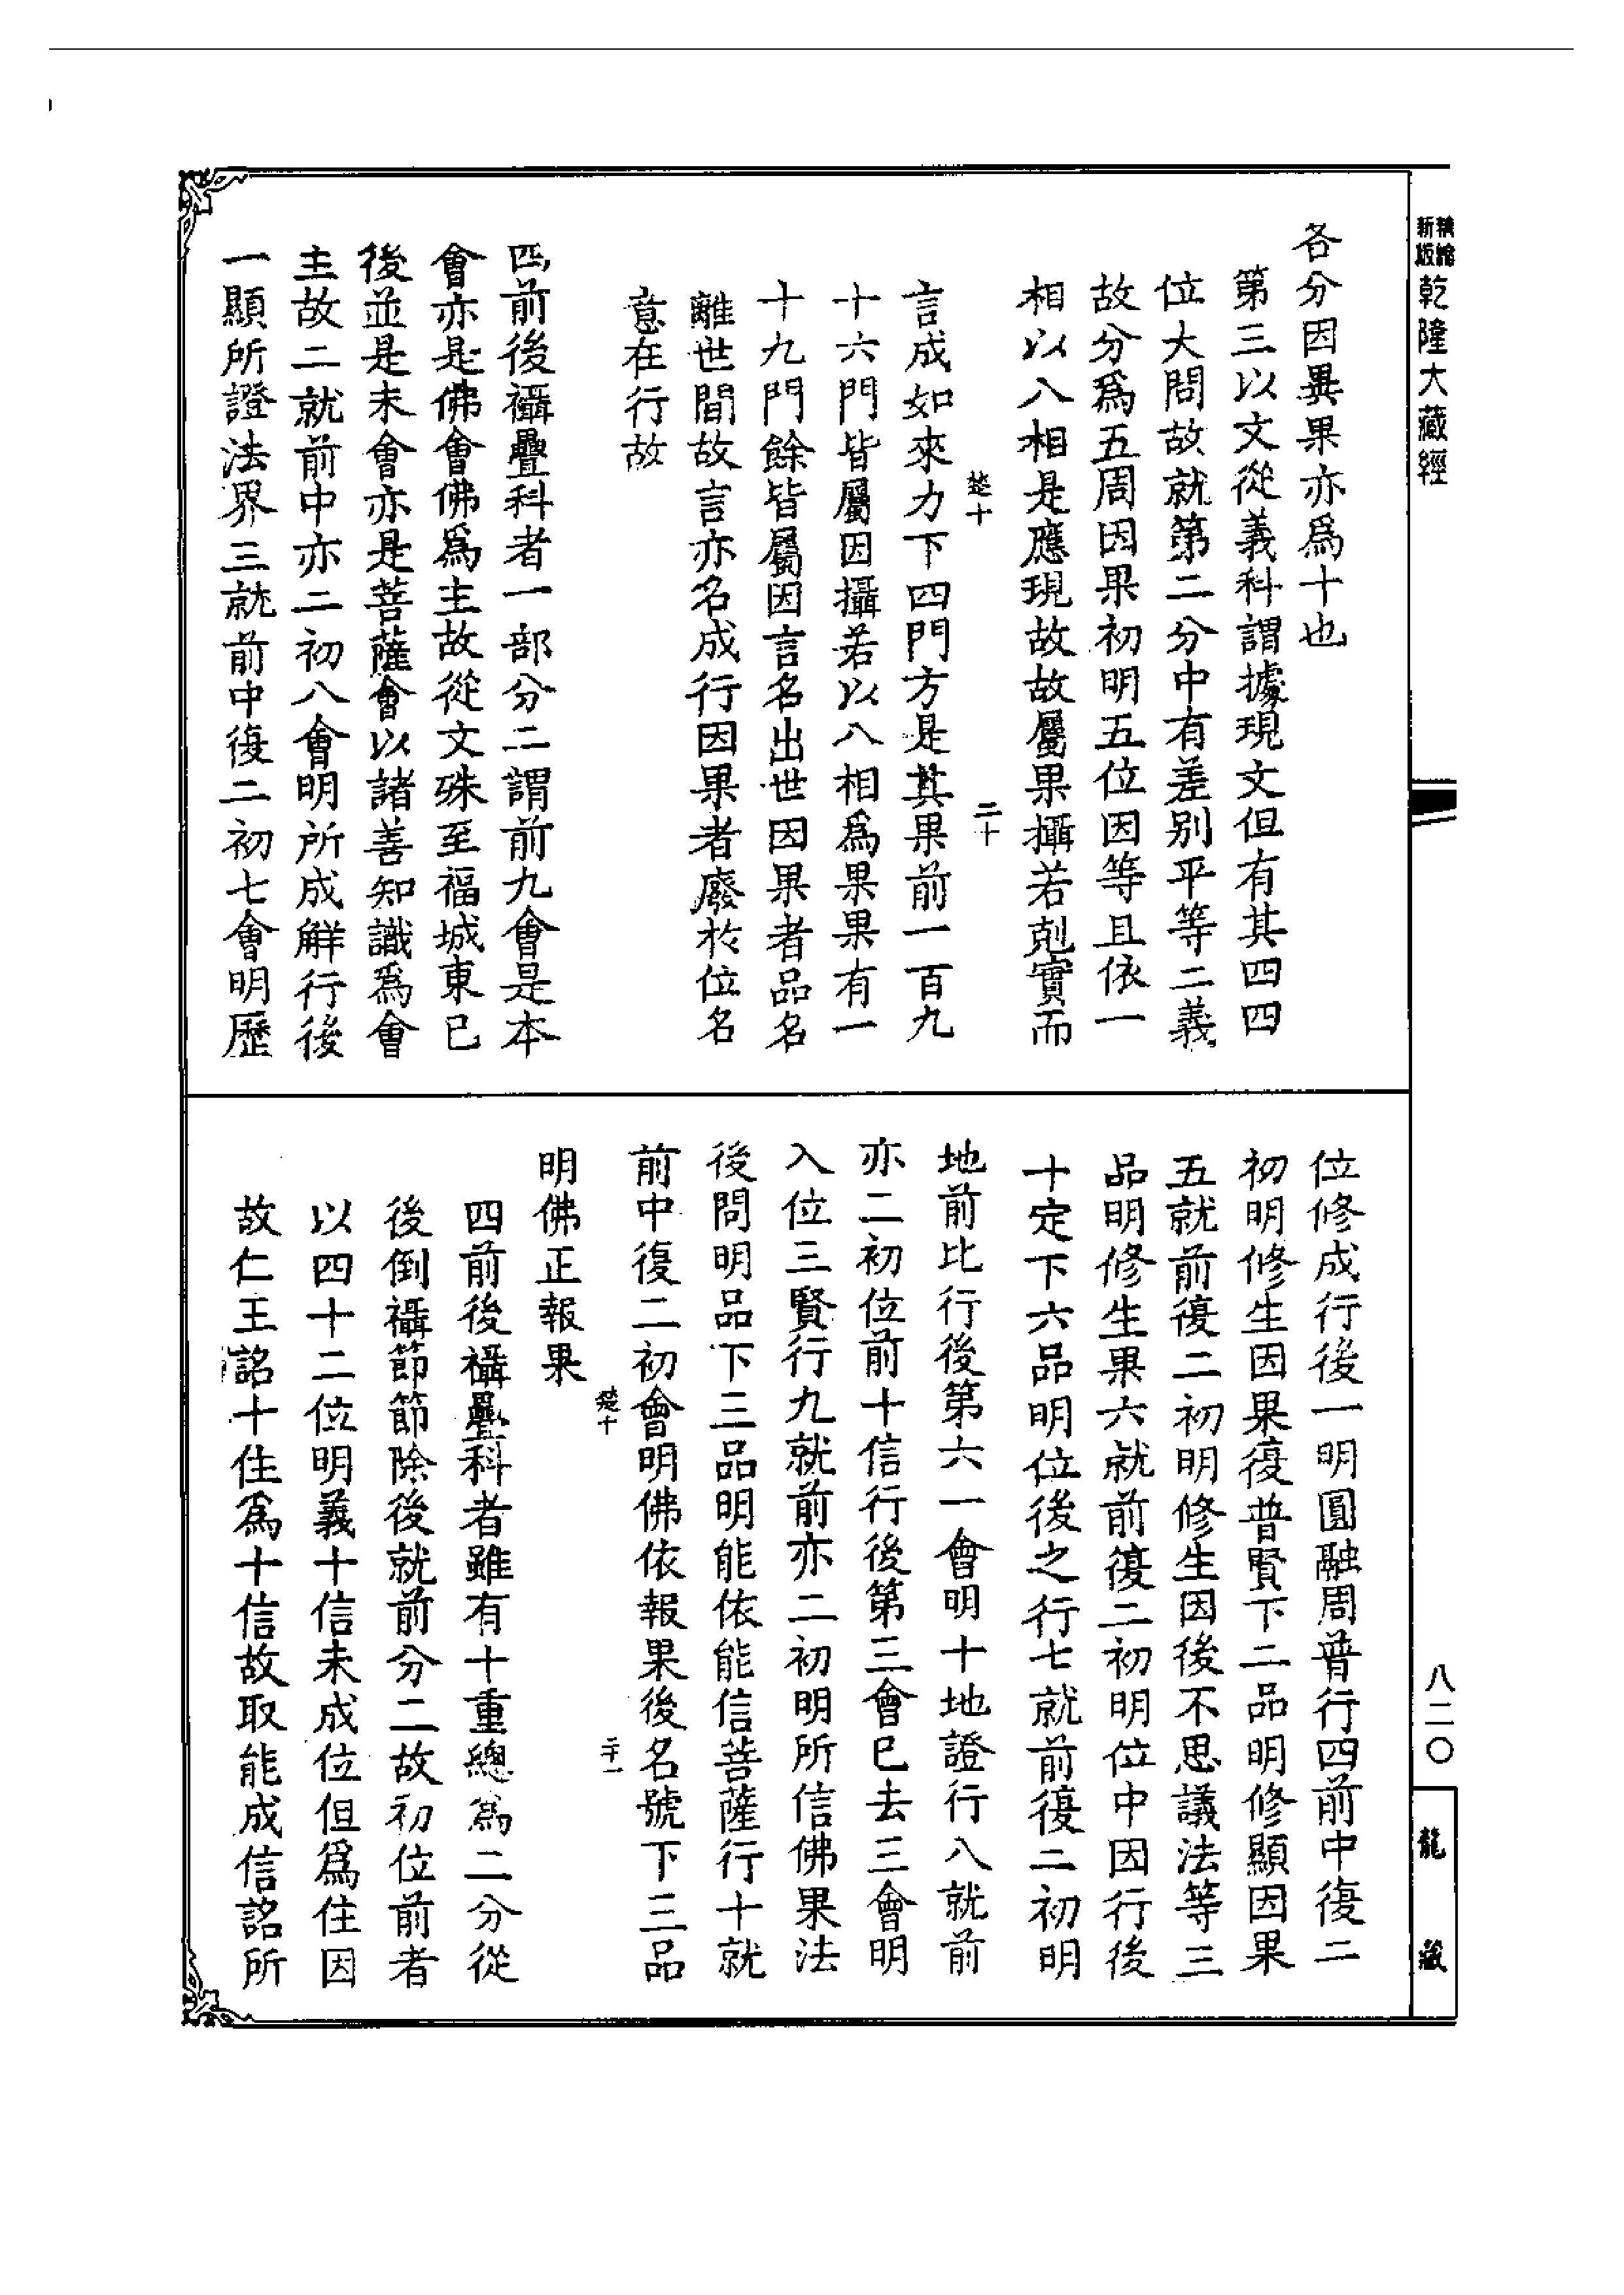 新編縮版
乾隆大藏經
各分因異果亦爲十也
第三以文從義科謂據現文但有其四四
位大問故就第二分中有差別平等二義
故分爲五周因果初明五位因等且依一
相以八相是應現故故屬果攝若剋實而
楚十
二十
言成如來力下四門方是其果前一百九
十六門皆屬因攝若以八相爲果果有一
十九門餘皆屬因言名出世因果者品名
離世間故言亦名成行因果者廢於位名
意在行故
四前後襵疊科者一部分二謂前九會是本
會亦是佛會佛爲主故從文殊至福城東已
後並是末會亦是菩薩會以諸善知識爲會
主故二就前中亦二初八會明所成解行後
一顯所證法界三就前中復二初七會明歷
位修成行後一明圓融周普行四前中復二
初明修生因果復普賢下二品明修顯因果
五就前復二初明修生因後不思議法等三
品明修生果六就前復二初明位中因行後
十定下六品明位後之行七就前復二初明
地前比行後第六一會明十地證行八就前
亦二初位前十信行後第三會已去三會明
入位三賢行九就前亦二初明所信佛果法
後問明品下三品明能依能信菩薩行十就
前中復二初會明佛依報果後名號下三品
楚十
二十一
明佛正報果
四前後襵疊科者雖有十重總爲二分從
後倒襵節節除後就前分二故初位前者
以四十二位明義十信未成位但爲住因
故仁王詺十住爲十信故取能成信詺所
八二〇
龍藏